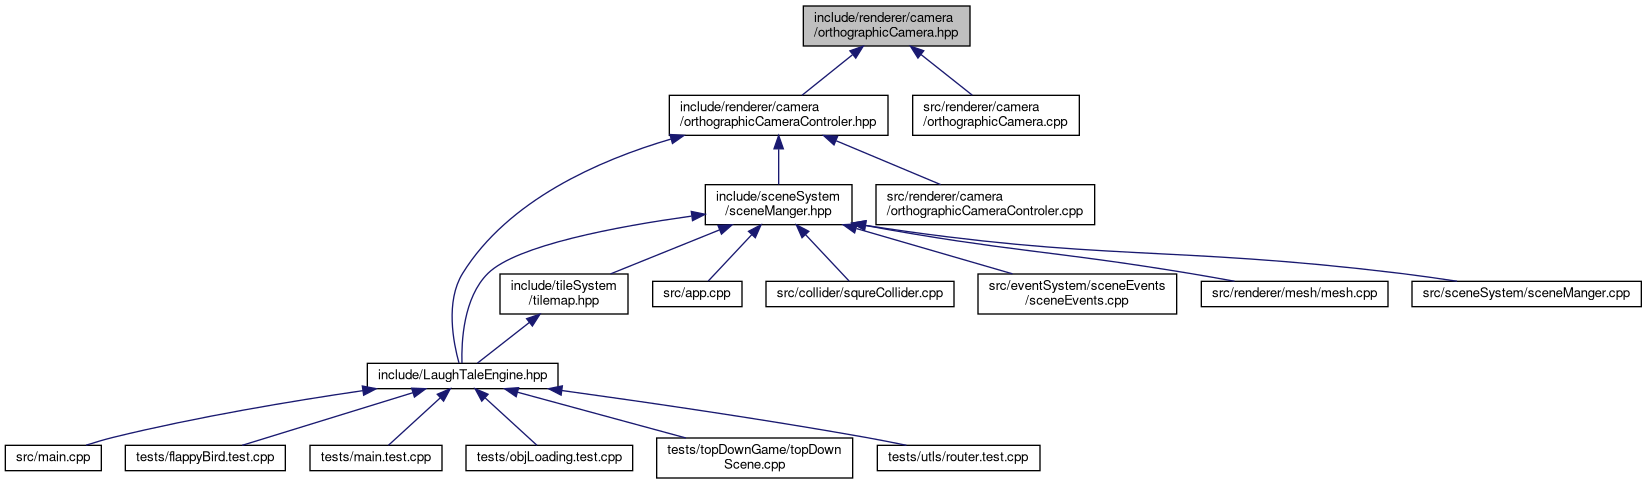 include/renderer/camera
/orthographicCamera.hpp
include/renderer/camera
/orthographicCameraControler.hpp
src/renderer/camera
/orthographicCamera.cpp
include/sceneSystem
/sceneManger.hpp
src/renderer/camera
/orthographicCameraControler.cpp
include/tileSystem
/tilemap.hpp
src/app.cpp
src/collider/squreCollider.cpp
src/eventSystem/sceneEvents
/sceneEvents.cpp
src/renderer/mesh/mesh.cpp
src/sceneSystem/sceneManger.cpp
include/LaughTaleEngine.hpp
src/main.cpp
tests/flappyBird.test.cpp
tests/main.test.cpp
tests/objLoading.test.cpp
tests/topDownGame/topDown
Scene.cpp
tests/utls/router.test.cpp